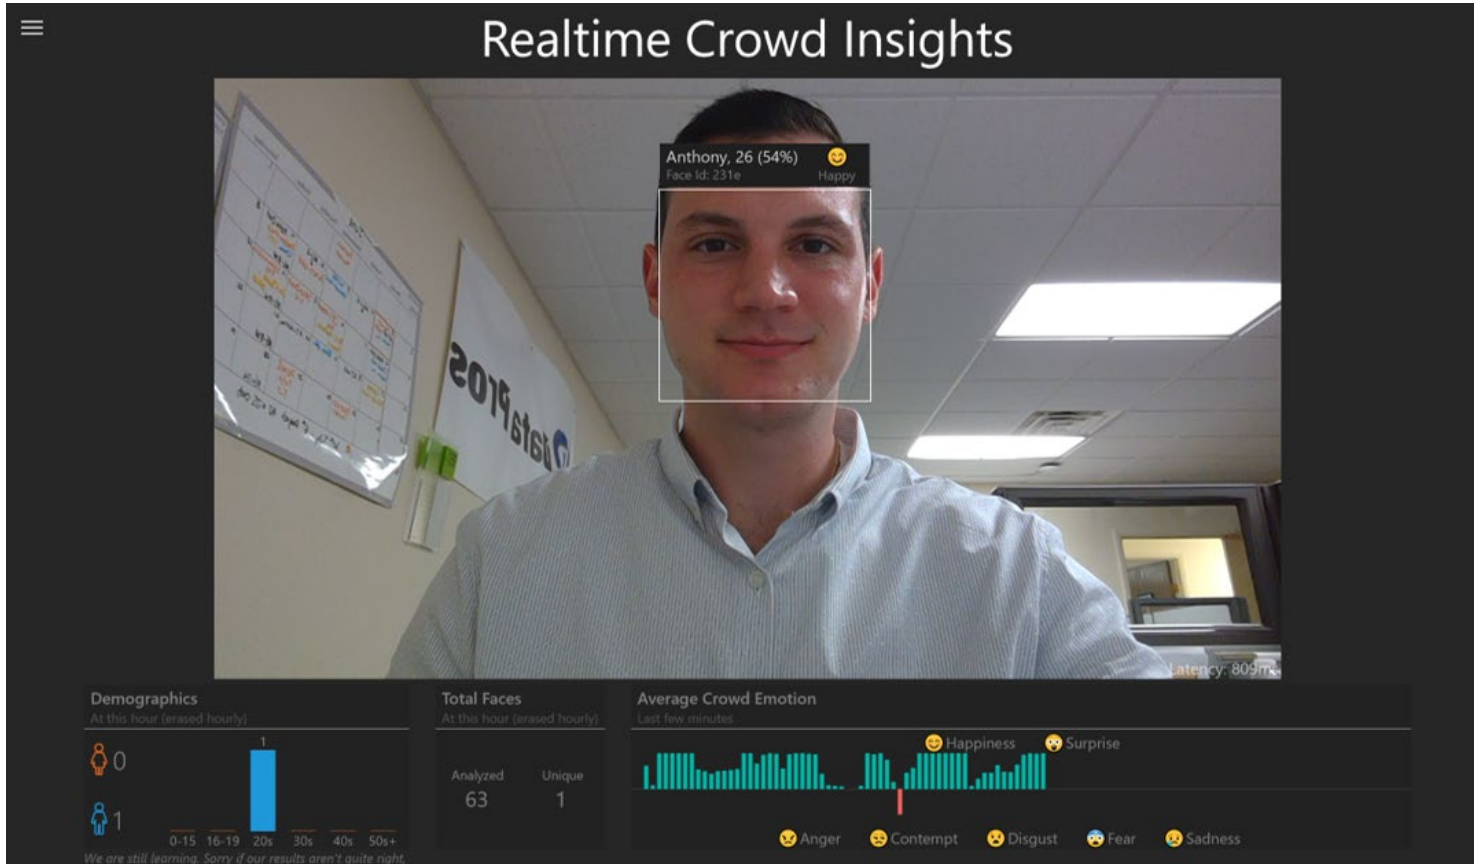 Realtime Crowd Insights
Anthony, 26 (54%)
Face Id: 231e
Happy
DataPros
Latency: 809ms
Demographics
At this hour (erased hourly)
0
1
1
0-15 16-19 20s 30s 40s 50s+
We are still learning. Sorry if our results aren't quite right.
Total Faces
At this hour (erased hourly)
Analyzed Unique
63 1
Average Crowd Emotion
Last few minutes
Happiness Surprise
Anger Contempt Disgust Fear Sadness